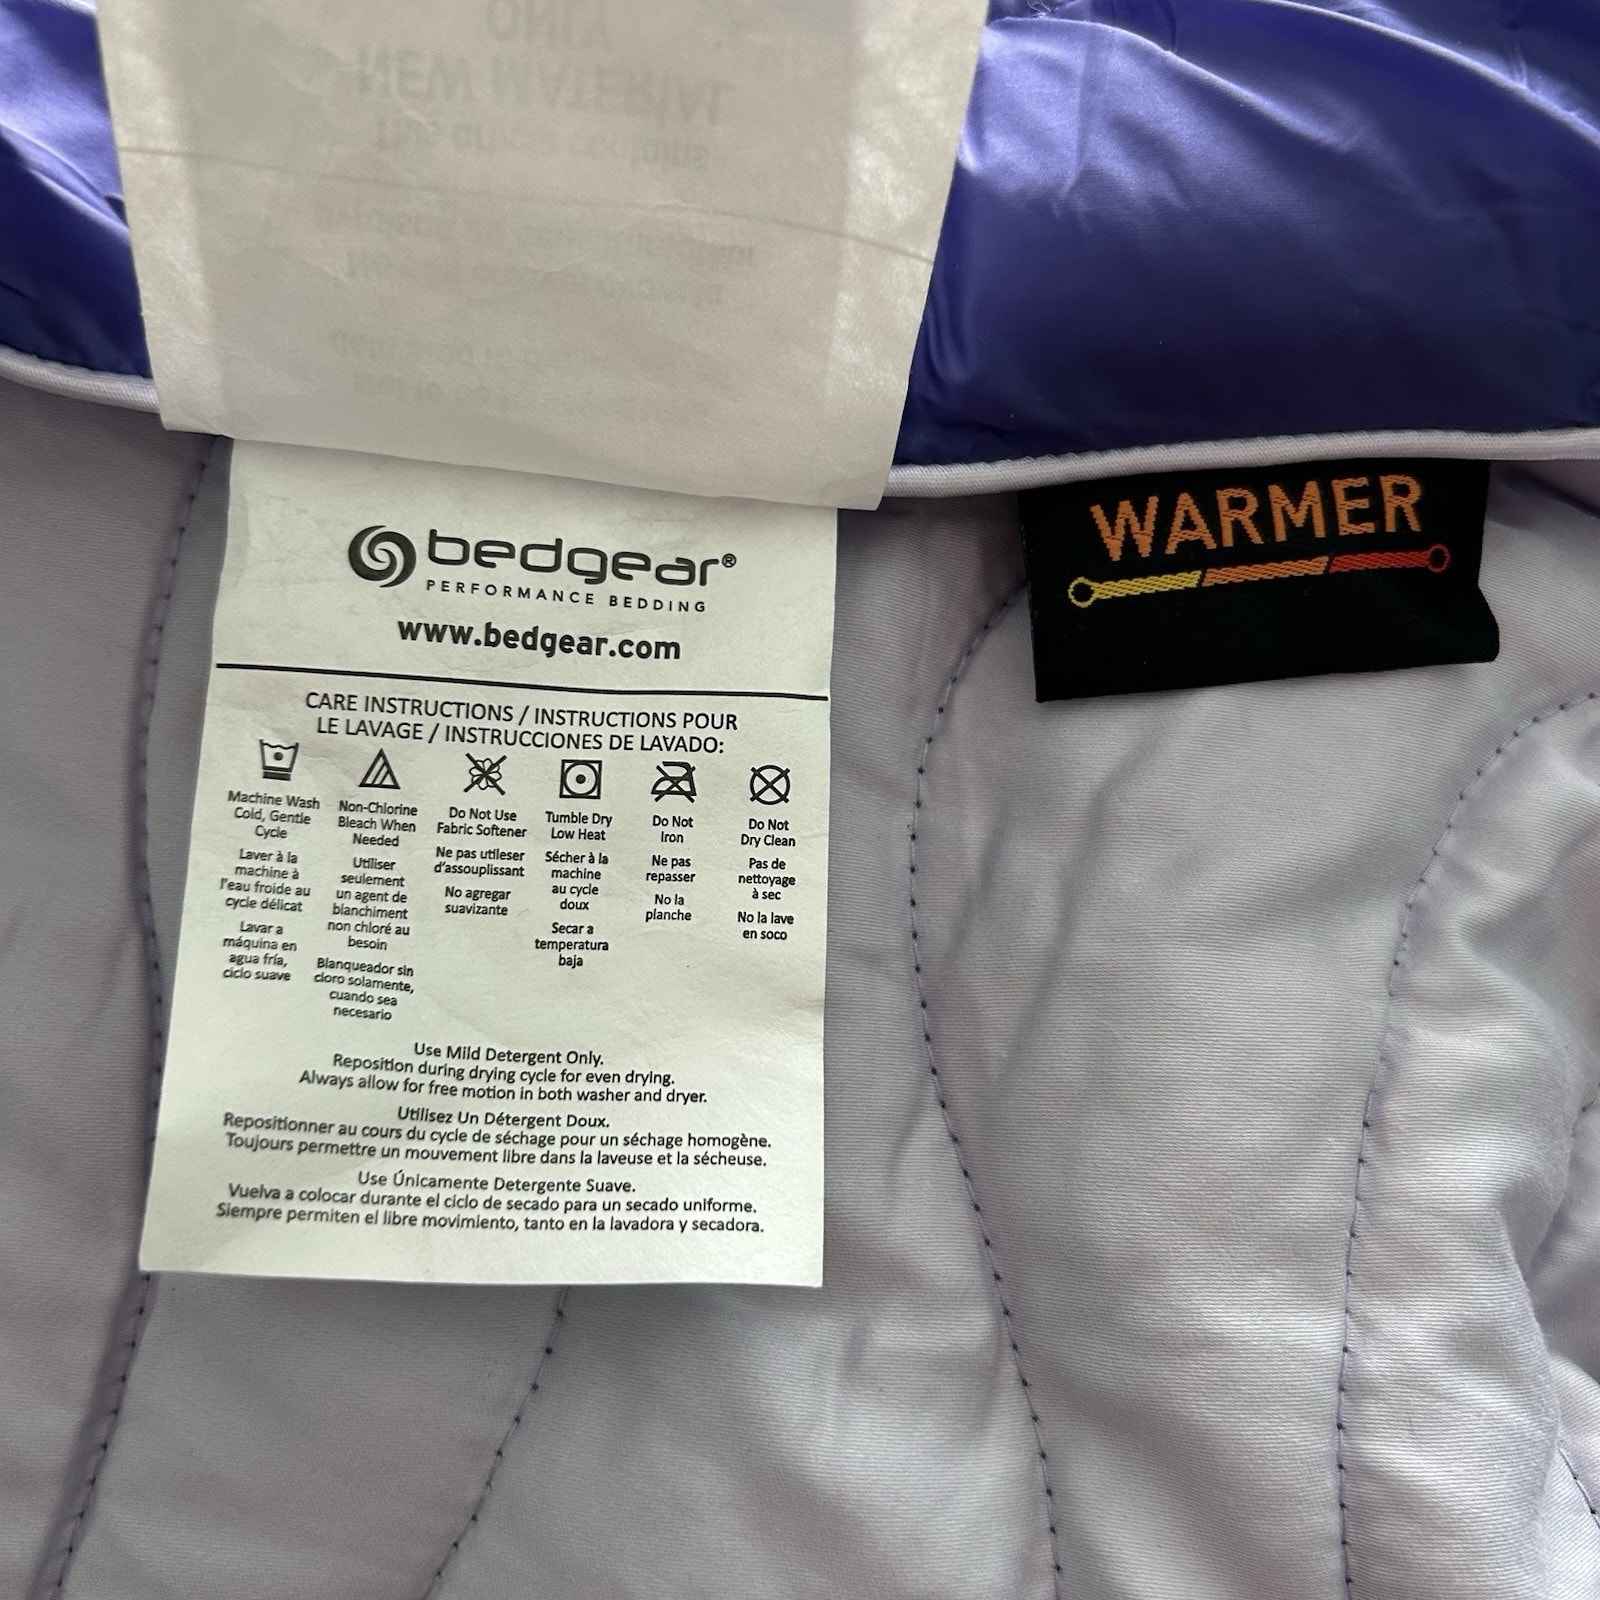 NEW MATERIAL
ONLY
bedgear®
PERFORMANCE BEDDING
www.bedgear.com
WARMER
CARE INSTRUCTIONS / INSTRUCTIONS POUR
LE LAVAGE / INSTRUCCIONES DE LAVADO:
Machine Wash
Cold, Gentle
Cycle
Laver à la
machine à
l'eau froide au
cycle délicat
Lavar a
máquina en
agua fría,
ciclo suave
Non-Chlorine
Bleach When
Needed
Utiliser
seulement
un agent de
blanchiment
non chloré au
besoin
Blanqueador sin
cloro solamente,
cuando sea
necesario
Do Not Use
Fabric Softener
Ne pas utileser
d'assouplissant
No agregar
suavizante
Tumble Dry
Low Heat
Sécher à la
machine
au cycle
doux
Secar a
temperatura
baja
Do Not
Iron
Ne pas
repasser
No la
planche
Do Not
Dry Clean
Pas de
nettoyage
à sec
No la lave
en soco
Use Mild Detergent Only.
Reposition during drying cycle for even drying.
Always allow for free motion in both washer and dryer.
Utilisez Un Détergent Doux.
Repositionner au cours du cycle de séchage pour un séchage homogène.
Toujours permettre un mouvement libre dans la laveuse et la sécheuse.
Use Únicamente Detergente Suave.
Vuelva a colocar durante el ciclo de secado para un secado uniforme.
Siempre permiten el libre movimiento, tanto en la lavadora y secadora.